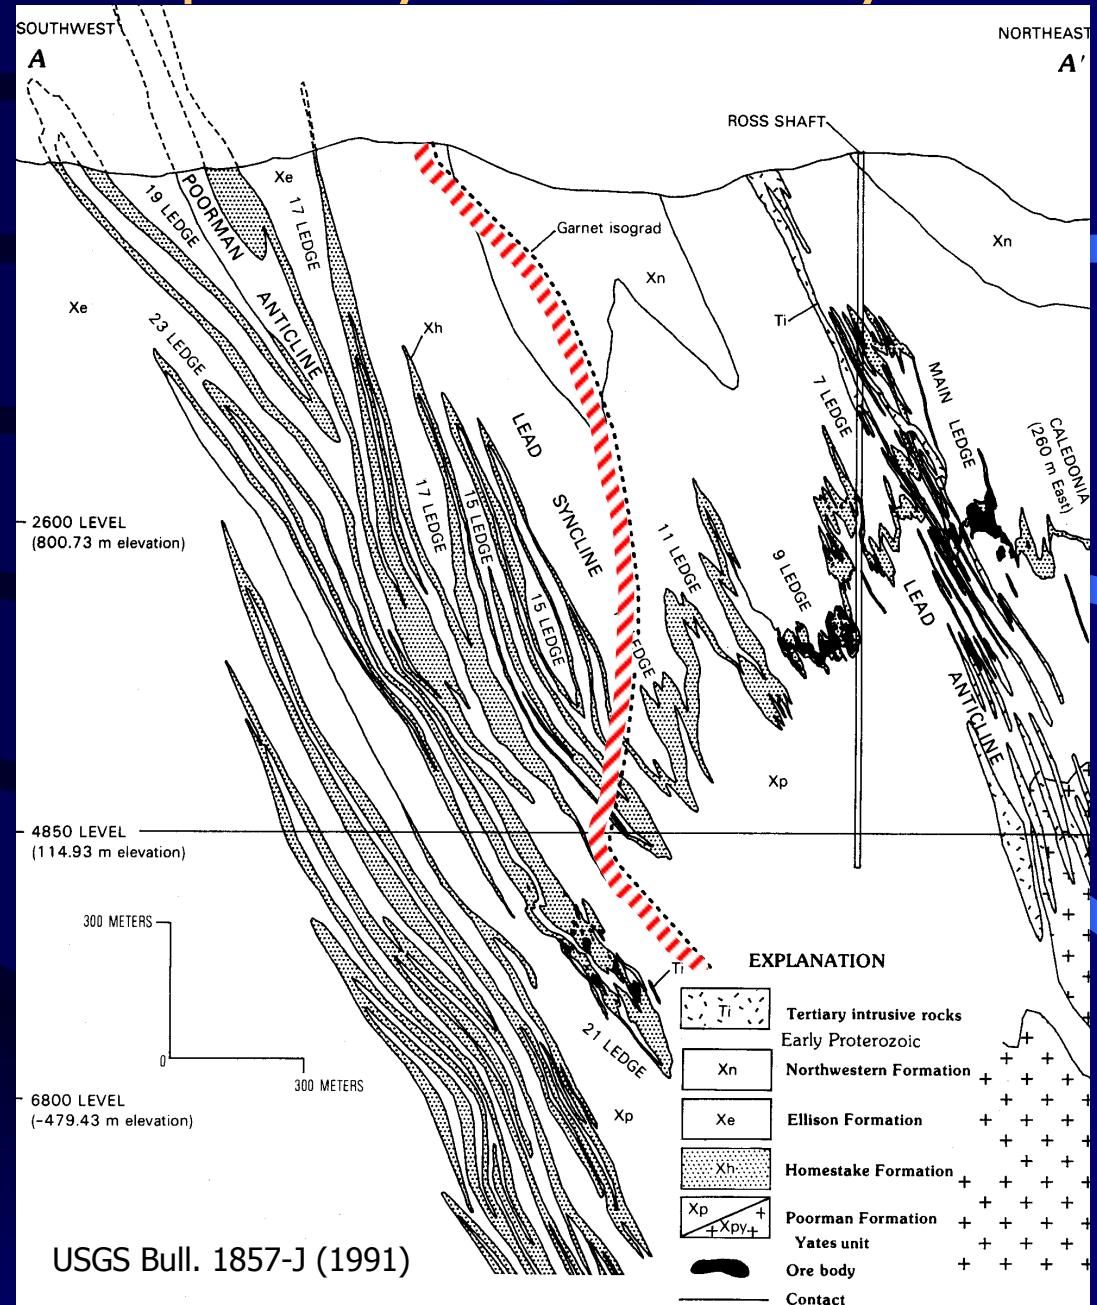 SOUTHWEST
A
NORTHEAST
A'
ROSS SHAFT
Xe
19 LEDGE
POORMAN
ANTICLINE
17 LEDGE
Garnet isograd
Xn
Xn
Xe
23 LEDGE
Xh
Ti
7 LEDGE
MAIN
LEDGE
CALEDONIA
(260 m East)
LEAD
SYNCLINE
17 LEDGE
15 LEDGE
15 LEDGE
11 LEDGE
9 LEDGE
LEAD
ANTICLINE
2600 LEVEL
(800.73 m elevation)
Xp
4850 LEVEL
(114.93 m elevation)
300 METERS
0
300 METERS
Ti
21 LEDGE
6800 LEVEL
(-479.43 m elevation)
Xp
EXPLANATION
Ti
Tertiary intrusive rocks
Early Proterozoic
Xn
Northwestern Formation
Xe
Ellison Formation
Xh
Homestake Formation
Xp
Xpy
Poorman Formation
Yates unit
Ore body
Contact
USGS Bull. 1857-J (1991)